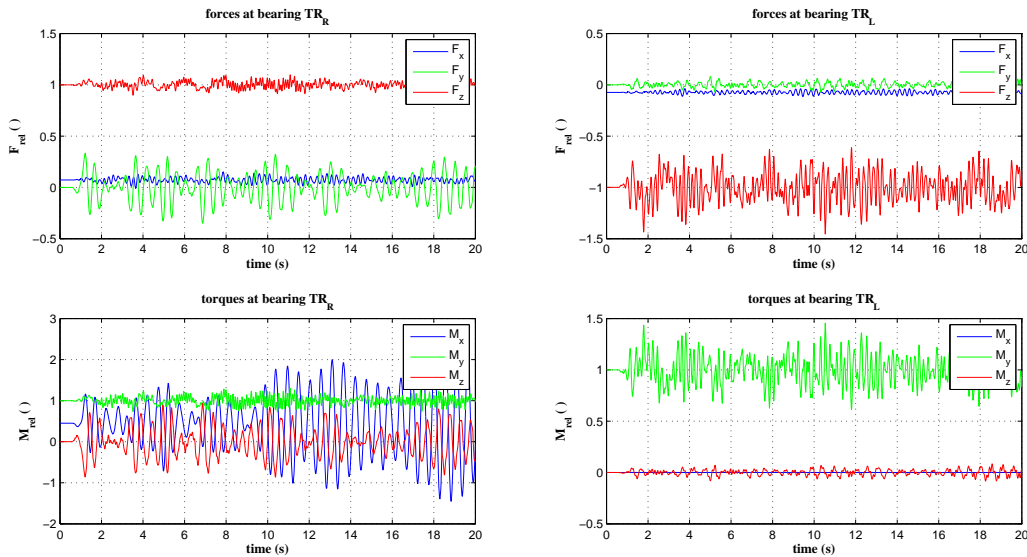 forces at bearing TR_R
1.5
1
0.5
0
−0.5
F_rel ( )
0 2 4 6 8 10 12 14 16 18 20
time (s)
F_x
F_y
F_z
forces at bearing TR_L
0.5
0
−0.5
−1
−1.5
F_rel ( )
0 2 4 6 8 10 12 14 16 18 20
time (s)
F_x
F_y
F_z
torques at bearing TR_R
3
2
1
0
−1
−2
M_rel ( )
0 2 4 6 8 10 12 14 16 18 20
time (s)
M_x
M_y
M_z
torques at bearing TR_L
1.5
1
0.5
0
−0.5
M_rel ( )
0 2 4 6 8 10 12 14 16 18 20
time (s)
M_x
M_y
M_z